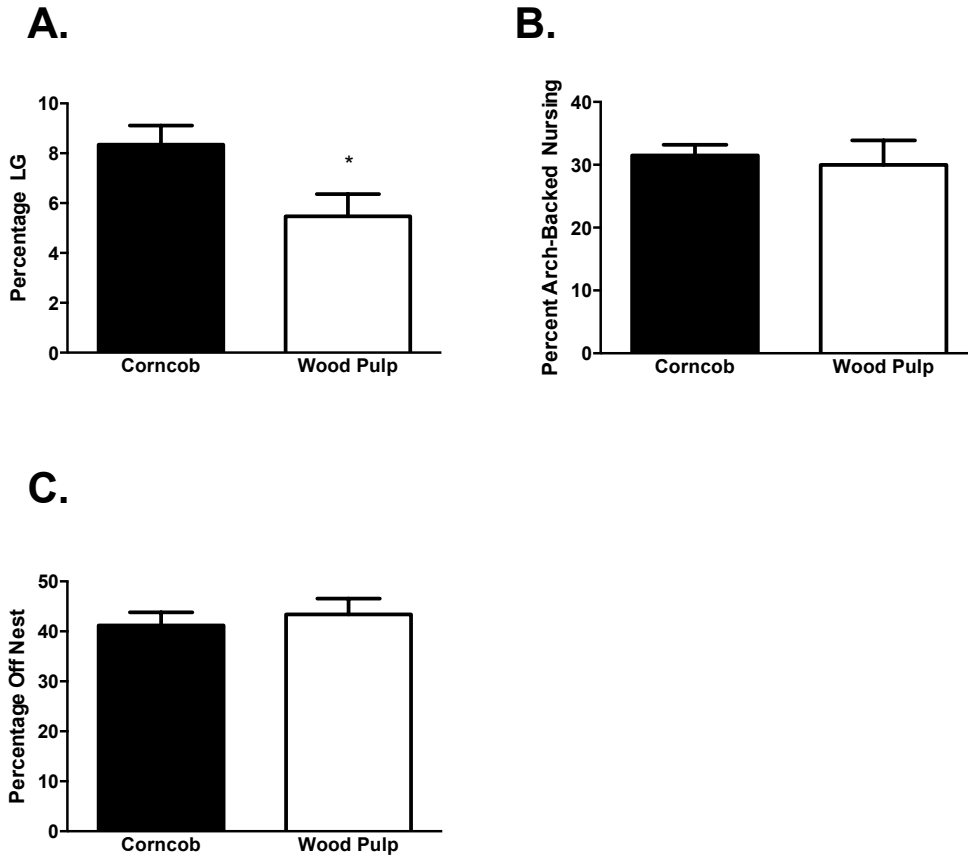 A.
Percentage LG
10
8
6
4
2
0
*
Corncob
Wood Pulp
B.
Percent Arch-Backed Nursing
40
30
20
10
0
Corncob
Wood Pulp
C.
Percentage Off Nest
50
40
30
20
10
0
Corncob
Wood Pulp